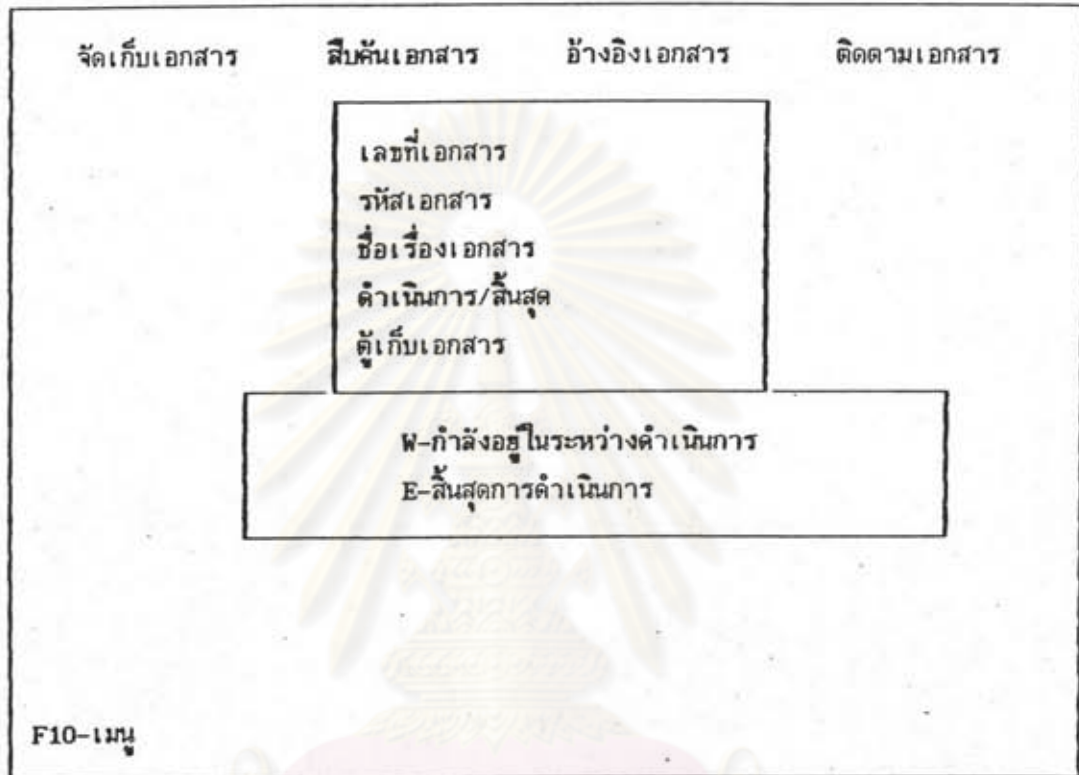 จัดเก็บเอกสาร สืบค้นเอกสาร อ้างอิงเอกสาร ติดตามเอกสาร
เลขที่เอกสาร
รหัสเอกสาร
ชื่อเรื่องเอกสาร
ดำเนินการ/สิ้นสุด
ตู้เก็บเอกสาร
W-กำลังอยู่ในระหว่างดำเนินการ
E-สิ้นสุดการดำเนินการ
F10-เมนู